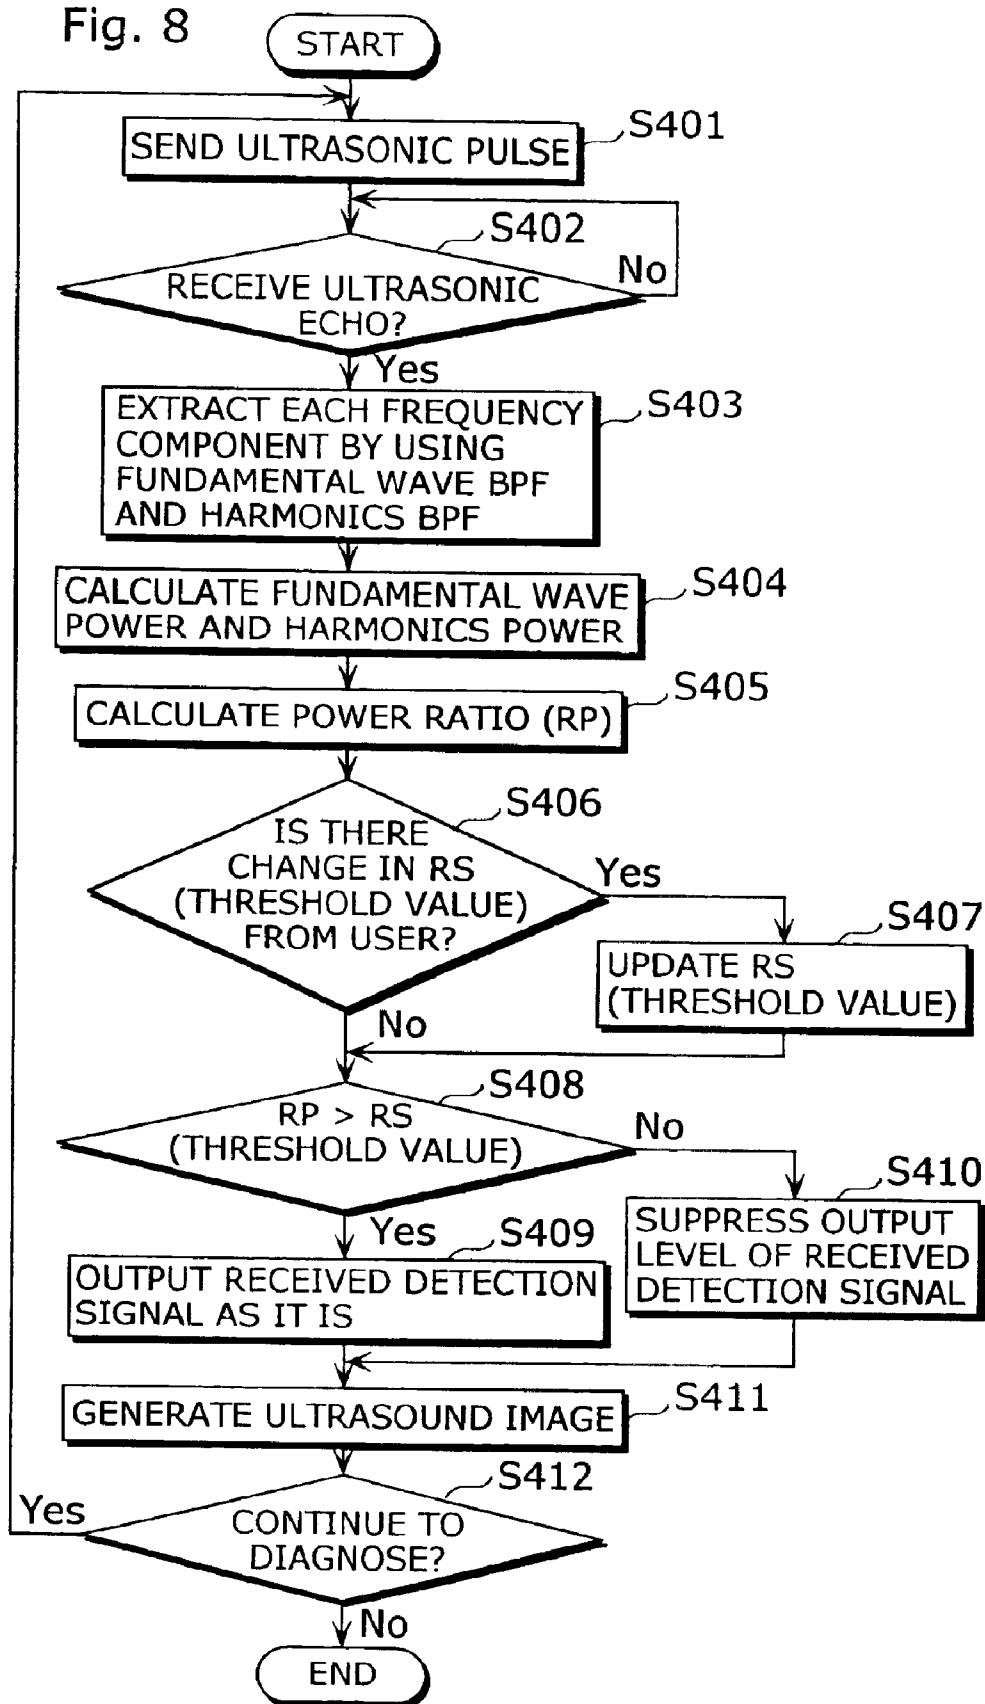 Fig. 8
START
SEND ULTRASONIC PULSE
S401
S402
RECEIVE ULTRASONIC
ECHO?
No
Yes
EXTRACT EACH FREQUENCY
COMPONENT BY USING
FUNDAMENTAL WAVE BPF
AND HARMONICS BPF
S403
CALCULATE FUNDAMENTAL WAVE
POWER AND HARMONICS POWER
S404
CALCULATE POWER RATIO (RP)
S405
S406
IS THERE
CHANGE IN RS
(THRESHOLD VALUE)
FROM USER?
Yes
S407
UPDATE RS
(THRESHOLD VALUE)
No
S408
RP > RS
(THRESHOLD VALUE)
No
S410
SUPPRESS OUTPUT
LEVEL OF RECEIVED
DETECTION SIGNAL
Yes
S409
OUTPUT RECEIVED DETECTION
SIGNAL AS IT IS
GENERATE ULTRASOUND IMAGE
S411
S412
CONTINUE TO
DIAGNOSE?
Yes
No
END